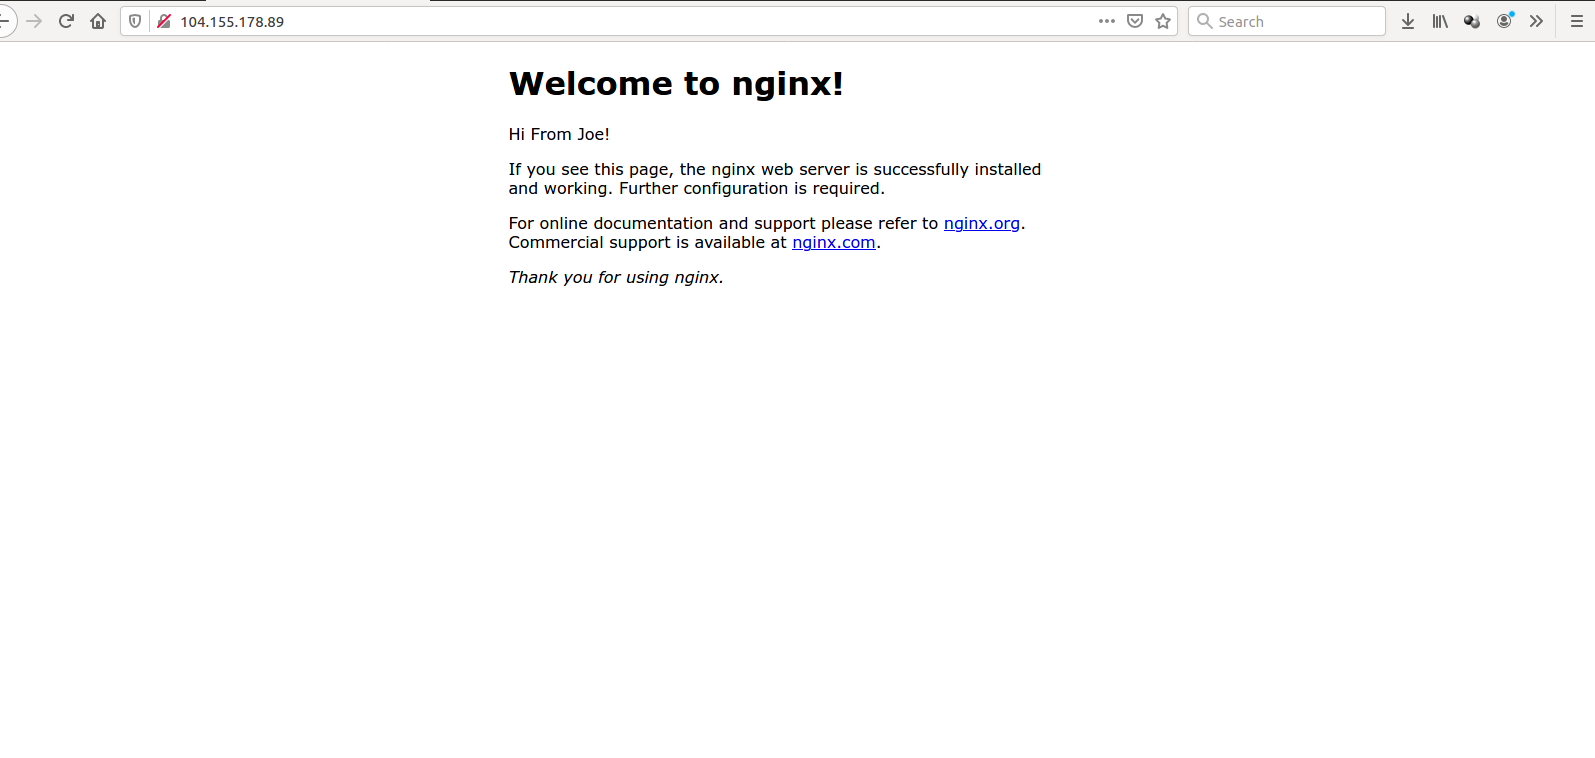 104.155.178.89
Search
Welcome to nginx!
Hi From Joe!
If you see this page, the nginx web server is successfully installed
and working. Further configuration is required.
For online documentation and support please refer to nginx.org.
Commercial support is available at nginx.com.
Thank you for using nginx.